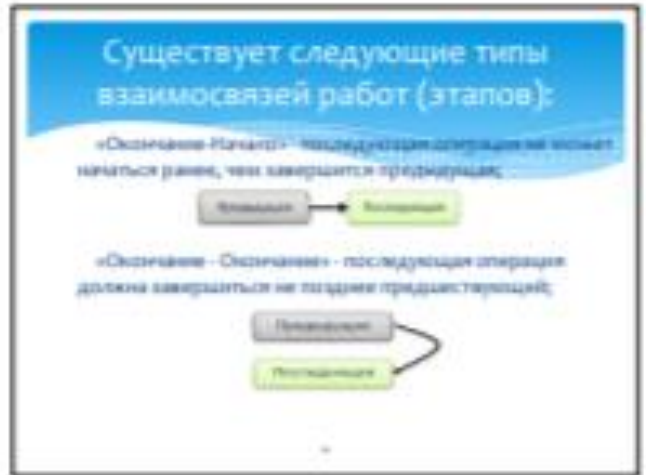 Существует следующие типы
взаимосвязей работ (этапов):
«Окончание-Начало» - последующая операция не может
начаться ранее, чем завершится предыдущая;
«Окончание - Окончание» - последующая операция
должна завершиться не позднее предшествующей;